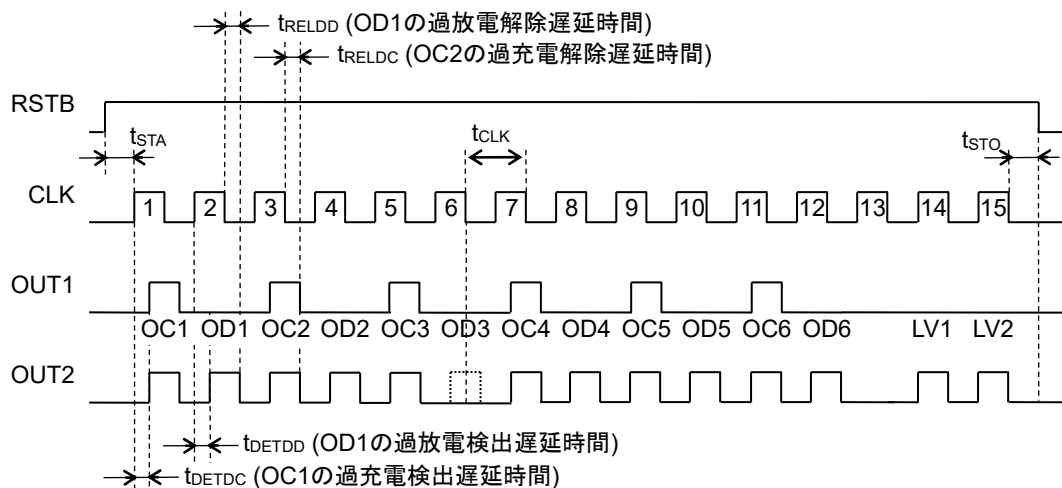 tRELDD (OD1の過放電解除遅延時間)
tRELDC (OC2の過充電解除遅延時間)
RSTB
tSTA
tCLK
tSTO
CLK
1 2 3 4 5 6 7 8 9 10 11 12 13 14 15
OUT1
OC1 OD1 OC2 OD2 OC3 OD3 OC4 OD4 OC5 OD5 OC6 OD6 LV1 LV2
OUT2
tDETDD (OD1の過放電検出遅延時間)
tDETDC (OC1の過充電検出遅延時間)